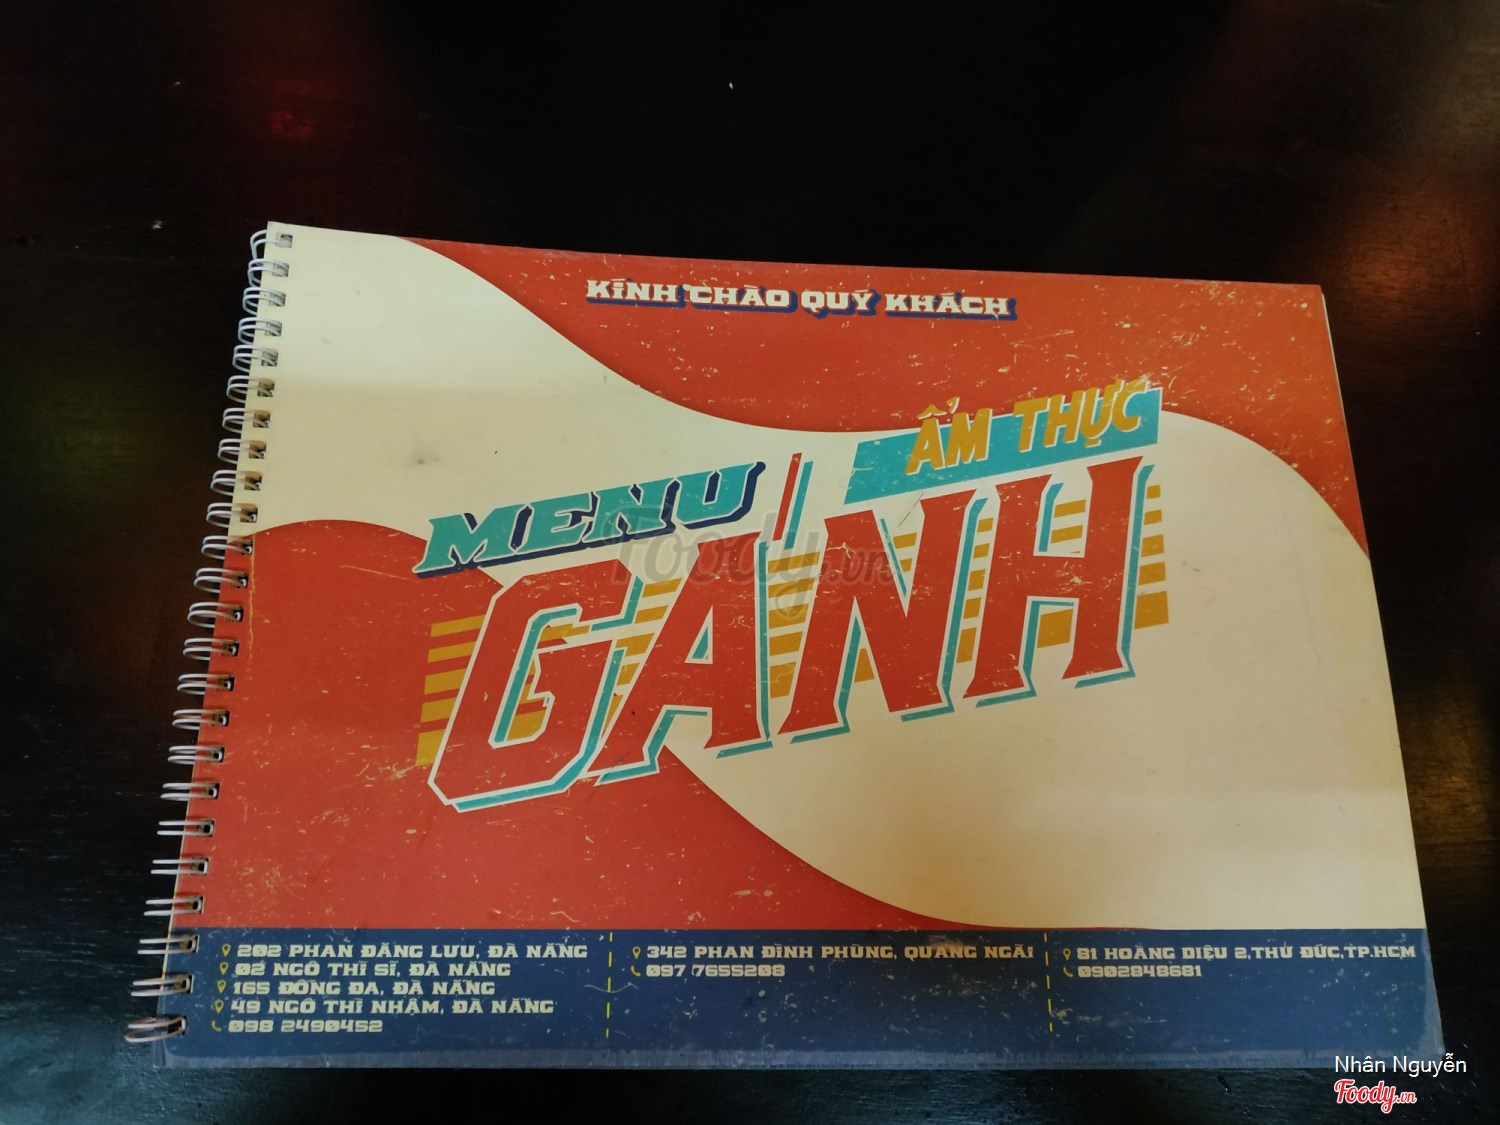 KÍNH CHÀO QUÝ KHÁCH
ẨM THỰC
MENU
GÁNH
202 PHAN ĐĂNG LƯU, ĐÀ NẴNG
02 NGÔ THÌ SĨ, ĐÀ NẴNG
165 ĐỐNG ĐA, ĐÀ NẴNG
49 NGÔ THÌ NHẬM, ĐÀ NẴNG
098 2490452
342 PHAN ĐÌNH PHÙNG, QUẢNG NGÃI
097 7655208
81 HOÀNG DIỆU 2,THỦ ĐỨC,TP.HCM
0902848681
Foody.vn
Nhân Nguyễn
Foody.vn